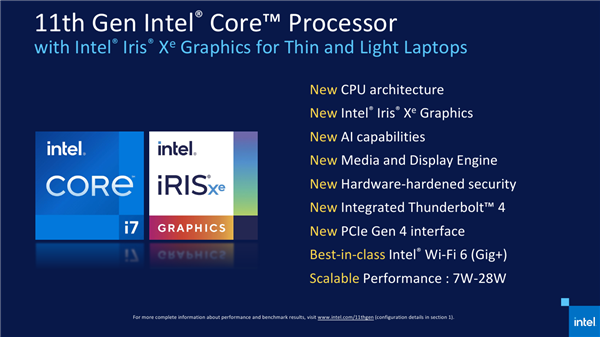 11th Gen Intel® Core™ Processor
with Intel® Iris® Xe Graphics for Thin and Light Laptops
New CPU architecture
New Intel® Iris® Xe Graphics
New AI capabilities
New Media and Display Engine
New Hardware-hardened security
New Integrated Thunderbolt™ 4
New PCIe Gen 4 interface
Best-in-class Intel® Wi-Fi 6 (Gig+)
Scalable Performance : 7W-28W
intel.
CORE™
i7
intel.
iRIS Xe
GRAPHICS
For more complete information about performance and benchmark results, visit www.intel.com/11thgen (configuration details in section 1).
intel